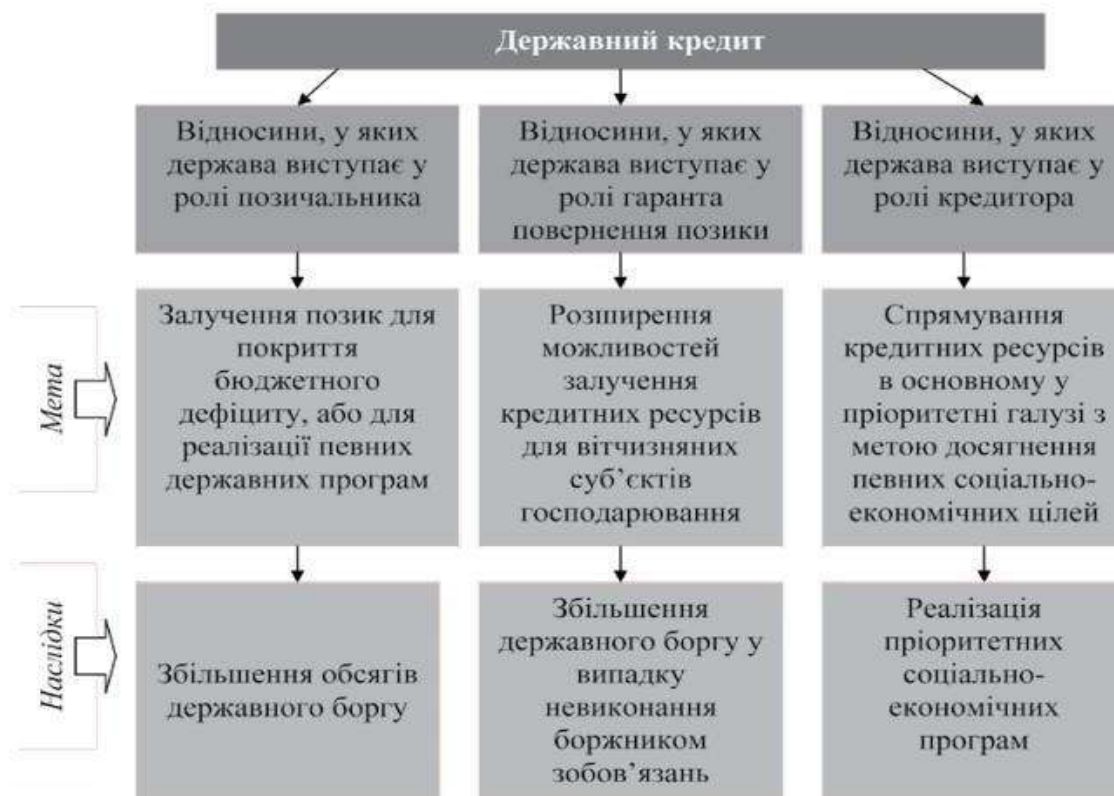 Державний кредит
Відносини, у яких
держава виступає у
ролі позичальника
Відносини, у яких
держава виступає у
ролі гаранта
повернення позики
Відносини, у яких
держава виступає у
ролі кредитора
Мета
Залучення позик для
покриття
бюджетного
дефіциту, або для
реалізації певних
державних програм
Розширення
можливостей
залучення
кредитних ресурсів
для вітчизняних
суб’єктів
господарювання
Спрямування
кредитних ресурсів
в основному у
пріоритетні галузі з
метою досягнення
певних соціально-
економічних цілей
Наслідки
Збільшення обсягів
державного боргу
Збільшення
державного боргу у
випадку
невиконання
боржником
зобов’язань
Реалізація
пріоритетних
соціально-
економічних
програм